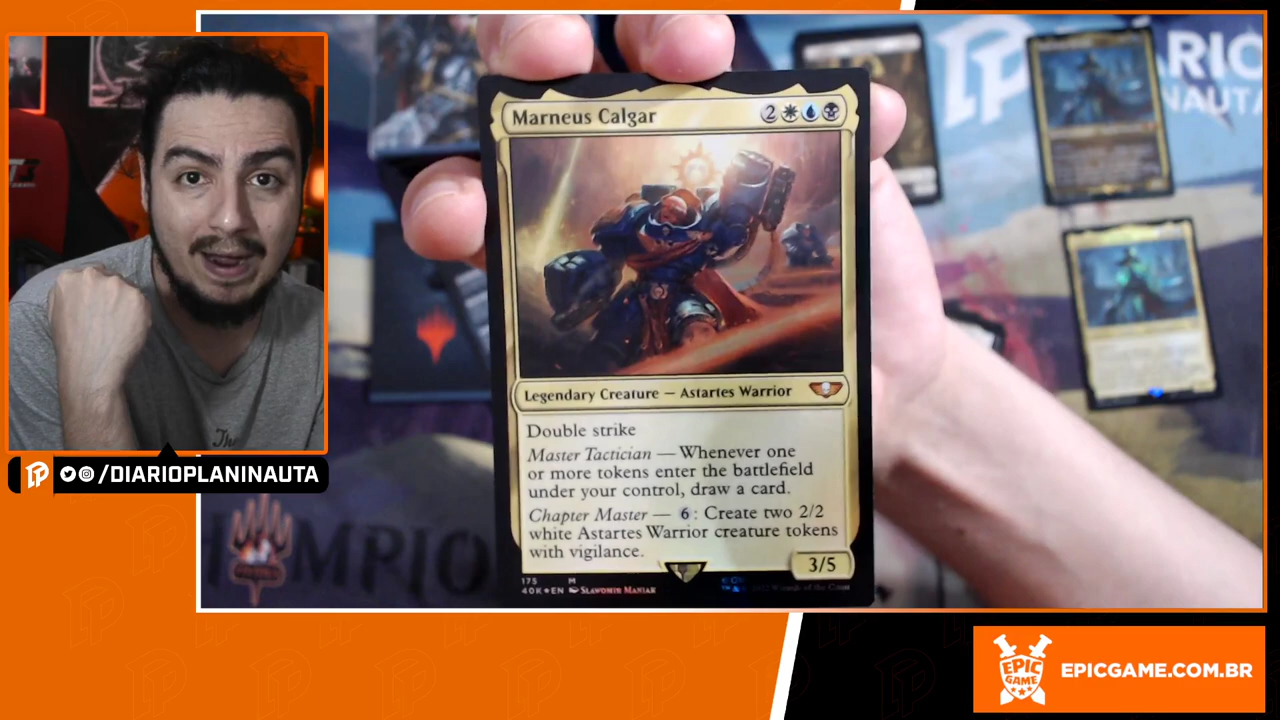 Marneus Calgar 2
Legendary Creature — Astartes Warrior
Double strike
Master Tactician — Whenever one
or more tokens enter the battlefield
under your control, draw a card.
Chapter Master — 6: Create two 2/2
white Astartes Warrior creature tokens
with vigilance.
3/5
175 M
40K★EN Slawomir Maniak
/DIARIOPLANINAUTA
EPIC
GAME
EPICGAME.COM.BR